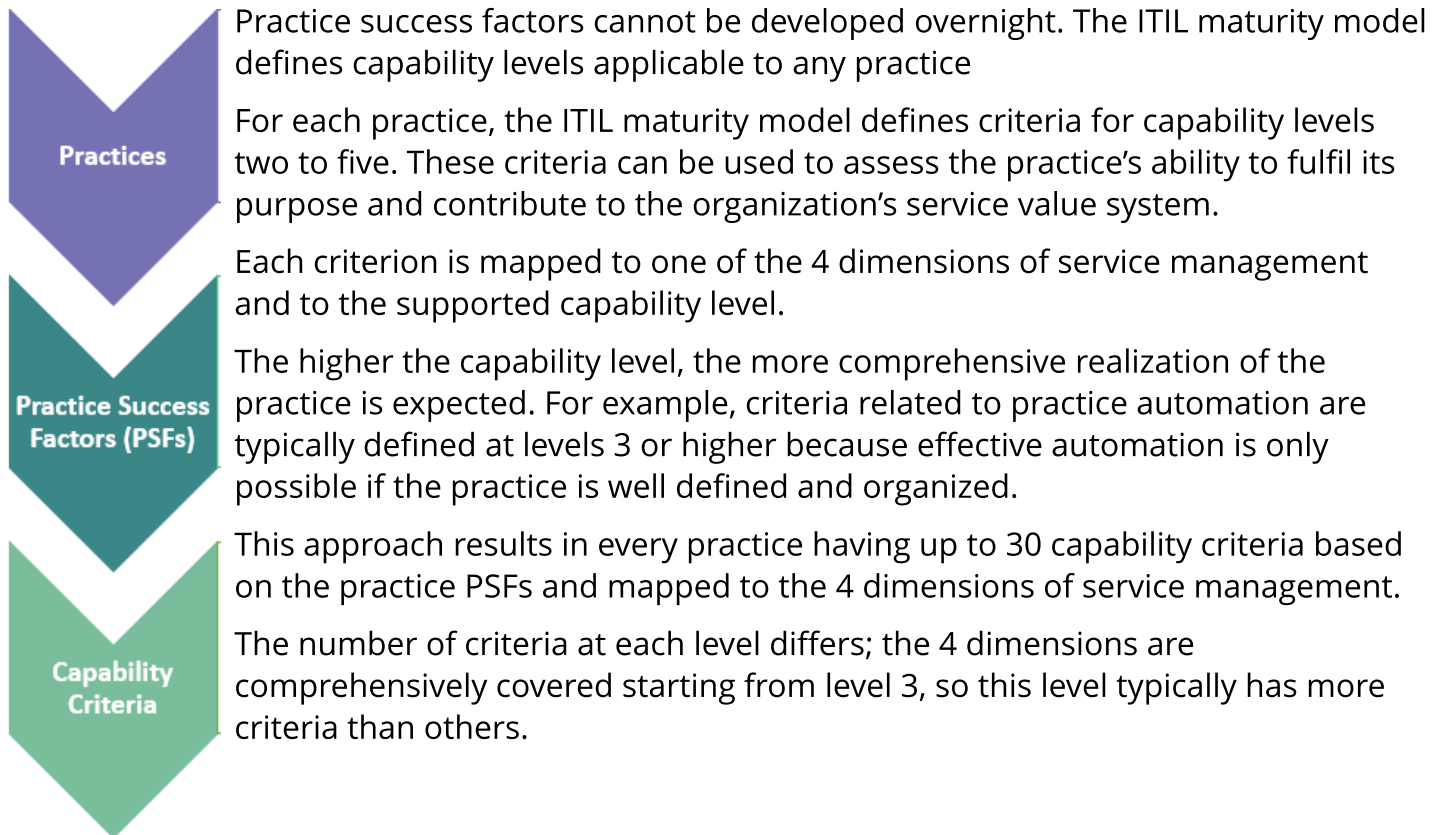 Practice success factors cannot be developed overnight. The ITIL maturity model
defines capability levels applicable to any practice
For each practice, the ITIL maturity model defines criteria for capability levels
two to five. These criteria can be used to assess the practice’s ability to fulfil its
purpose and contribute to the organization’s service value system.
Each criterion is mapped to one of the 4 dimensions of service management
and to the supported capability level.
The higher the capability level, the more comprehensive realization of the
practice is expected. For example, criteria related to practice automation are
typically defined at levels 3 or higher because effective automation is only
possible if the practice is well defined and organized.
This approach results in every practice having up to 30 capability criteria based
on the practice PSFs and mapped to the 4 dimensions of service management.
The number of criteria at each level differs; the 4 dimensions are
comprehensively covered starting from level 3, so this level typically has more
criteria than others.
Practices
Practice Success
Factors (PSFs)
Capability
Criteria